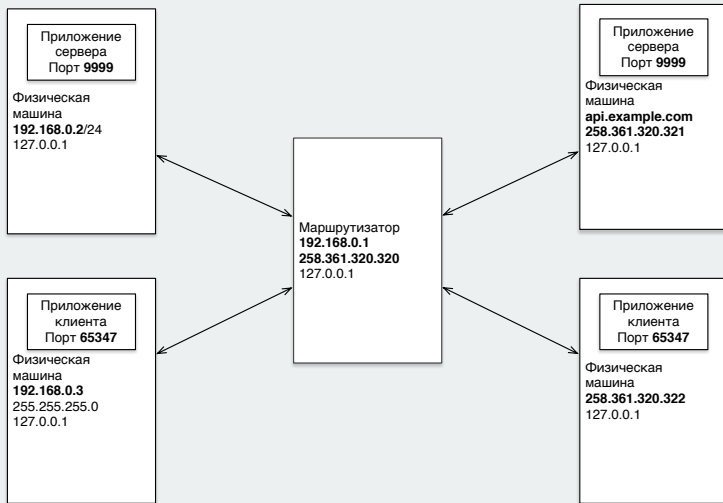 Приложение
сервера
Порт 9999
Физическая
машина
192.168.0.2/24
127.0.0.1
Приложение
сервера
Порт 9999
Физическая
машина
api.example.com
258.361.320.321
127.0.0.1
Маршрутизатор
192.168.0.1
258.361.320.320
127.0.0.1
Приложение
клиента
Порт 65347
Физическая
машина
192.168.0.3
255.255.255.0
127.0.0.1
Приложение
клиента
Порт 65347
Физическая
машина
258.361.320.322
127.0.0.1